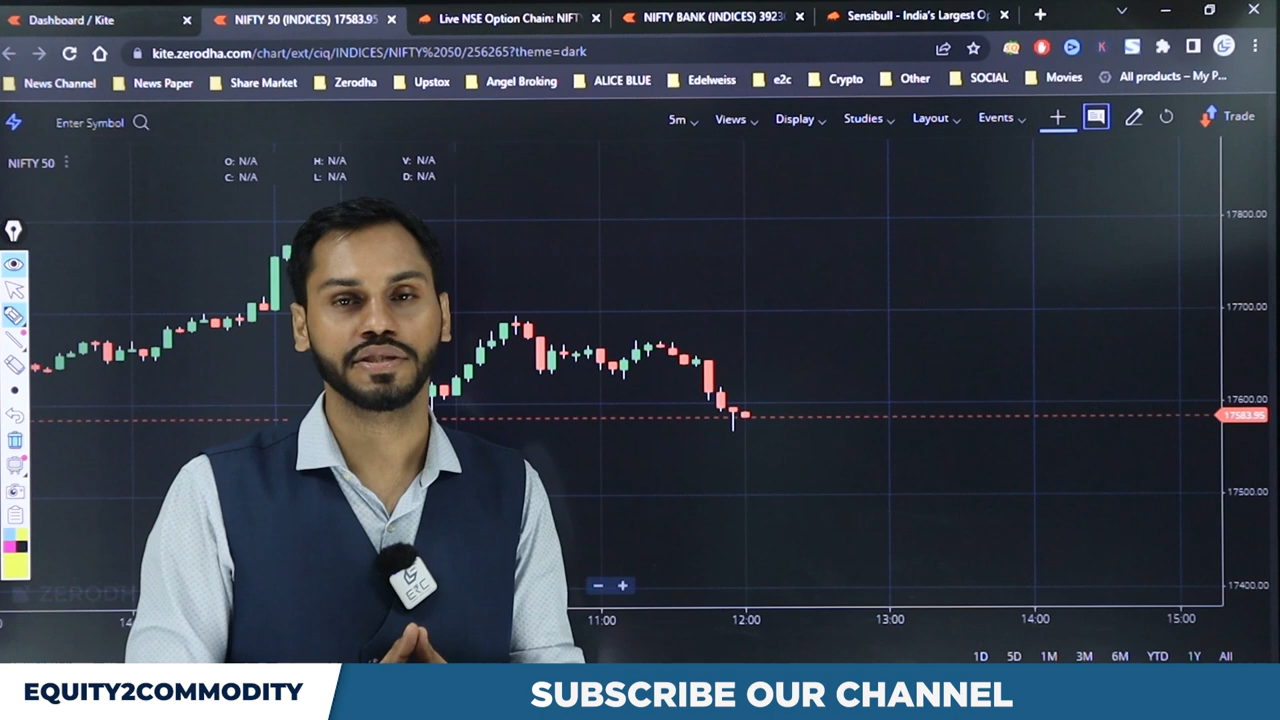 Dashboard / Kite
NIFTY 50 (INDICES) 17583.95
Live NSE Option Chain: NIFT
NIFTY BANK (INDICES) 3923
Sensibull - India's Largest Op
kite.zerodha.com/chart/ext/ciq/INDICES/NIFTY%2050/256265?theme=dark
News Channel
News Paper
Share Market
Zerodha
Upstox
Angel Broking
ALICE BLUE
Edelweiss
e2c
Crypto
Other
SOCIAL
Movies
All products – My P...
Enter Symbol
5m
Views
Display
Studies
Layout
Events
Trade
NIFTY 50
O: N/A
H: N/A
V: N/A
C: N/A
L: N/A
D: N/A
17800.00
17700.00
17600.00
17583.95
17500.00
17400.00
ZERODH
E2C
14
11:00
12:00
13:00
14:00
15:00
1D
5D
1M
3M
6M
YTD
1Y
All
EQUITY2COMMODITY
SUBSCRIBE OUR CHANNEL